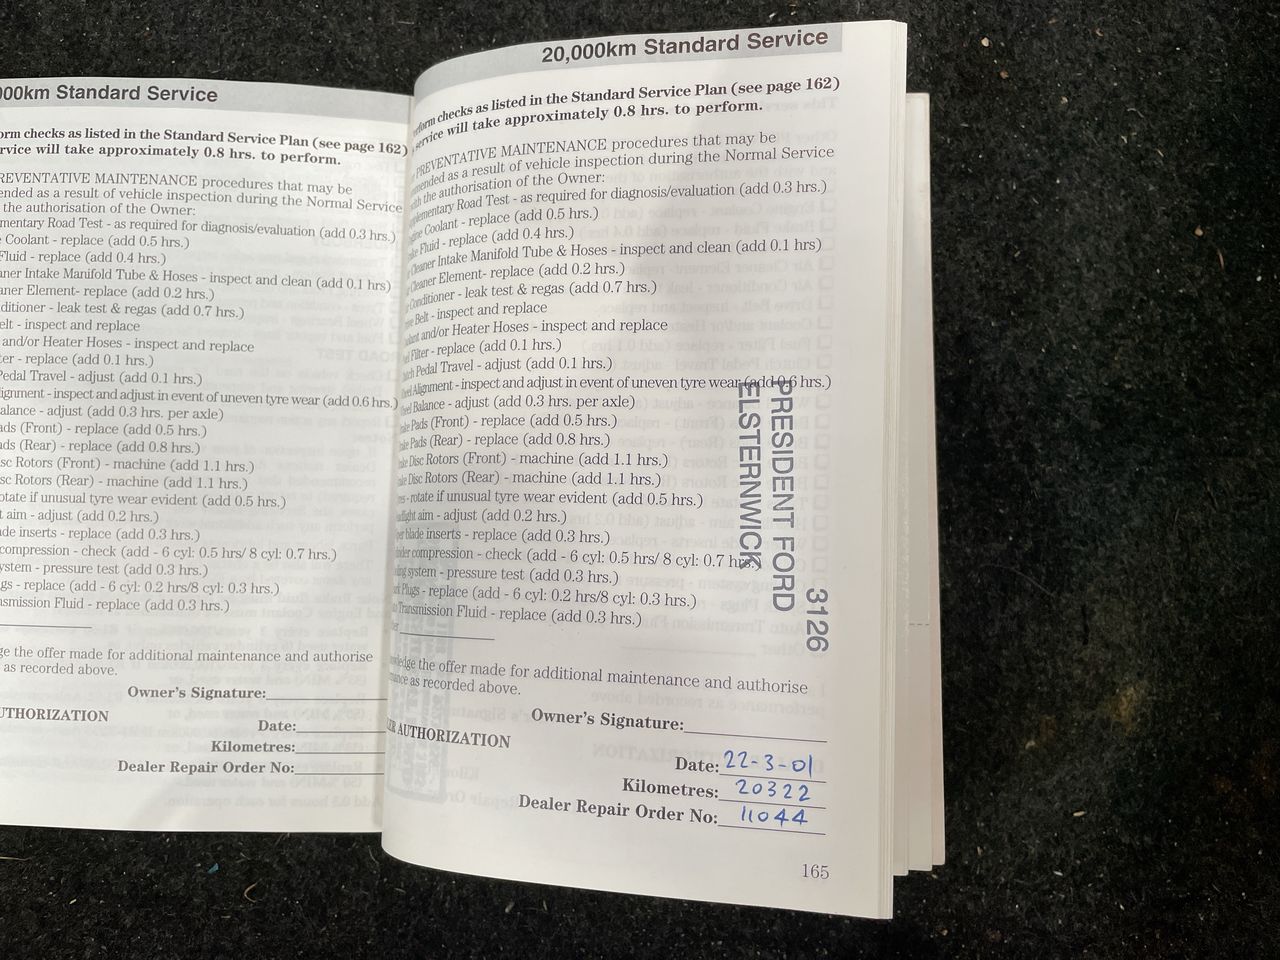 000km Standard Service
orm checks as listed in the Standard Service Plan (see page 162)
rvice will take approximately 0.8 hrs. to perform.
REVENTATIVE MAINTENANCE procedures that may be
ended as a result of vehicle inspection during the Normal Service
the authorisation of the Owner:
mentary Road Test - as required for diagnosis/evaluation (add 0.3 hrs.)
Coolant - replace (add 0.5 hrs.)
Fluid - replace (add 0.4 hrs.)
aner Intake Manifold Tube & Hoses - inspect and clean (add 0.1 hr)
aner Element- replace (add 0.2 hrs.)
ditioner - leak test & regas (add 0.7 hrs.)
elt - inspect and replace
and/or Heater Hoses - inspect and replace
ter - replace (add 0.1 hrs.)
Pedal Travel - adjust (add 0.1 hrs.)
ignment - inspect and adjust in event of uneven tyre wear (add 0.6 hrs.)
alance - adjust (add 0.3 hrs. per axle)
ads (Front) - replace (add 0.5 hrs.)
ads (Rear) - replace (add 0.8 hrs.)
sc Rotors (Front) - machine (add 1.1 hrs.)
sc Rotors (Rear) - machine (add 1.1 hrs.)
otate if unusual tyre wear evident (add 0.5 hrs.)
t aim - adjust (add 0.2 hrs.)
de inserts - replace (add 0.3 hrs.)
compression - check (add - 6 cyl: 0.5 hrs/ 8 cyl: 0.7 hrs.)
ystem - pressure test (add 0.3 hrs.)
gs - replace (add - 6 cyl: 0.2 hrs/8 cyl: 0.3 hrs.)
nsmission Fluid - replace (add 0.3 hrs.)
ge the offer made for additional maintenance and authorise
as recorded above.
Owner's Signature:
UTHORIZATION
Date:
Kilometres:
Dealer Repair Order No:
20,000km Standard Service
form checks as listed in the Standard Service Plan (see page 162)
service will take approximately 0.8 hrs. to perform.
PREVENTATIVE MAINTENANCE procedures that may be
mended as a result of vehicle inspection during the Normal Service
with the authorisation of the Owner:
plementary Road Test - as required for diagnosis/evaluation (add 0.3 hrs.)
gine Coolant - replace (add 0.5 hrs.)
ake Fluid - replace (add 0.4 hrs.)
Cleaner Intake Manifold Tube & Hoses - inspect and clean (add 0.1 hrs)
Cleaner Element- replace (add 0.2 hrs.)
Conditioner - leak test & regas (add 0.7 hrs.)
ive Belt - inspect and replace
olant and/or Heater Hoses - inspect and replace
el Filter - replace (add 0.1 hrs.)
utch Pedal Travel - adjust (add 0.1 hrs.)
eel Alignment - inspect and adjust in event of uneven tyre wear (add 0.6 hrs.)
eel Balance - adjust (add 0.3 hrs. per axle)
ake Pads (Front) - replace (add 0.5 hrs.)
ake Pads (Rear) - replace (add 0.8 hrs.)
ake Disc Rotors (Front) - machine (add 1.1 hrs.)
ake Disc Rotors (Rear) - machine (add 1.1 hrs.)
res - rotate if unusual tyre wear evident (add 0.5 hrs.)
adlight aim - adjust (add 0.2 hrs.)
per blade inserts - replace (add 0.3 hrs.)
inder compression - check (add - 6 cyl: 0.5 hrs/ 8 cyl: 0.7 hrs.)
ling system - pressure test (add 0.3 hrs.)
ark Plugs - replace (add - 6 cyl: 0.2 hrs/8 cyl: 0.3 hrs.)
to Transmission Fluid - replace (add 0.3 hrs.)
er
PRESIDENT FORD
ELSTERNWICK
3126
wledge the offer made for additional maintenance and authorise
nance as recorded above.
Owner's Signature:
ER AUTHORIZATION
Date: 22-3-01
Kilometres: 20322
Dealer Repair Order No: 11044
165